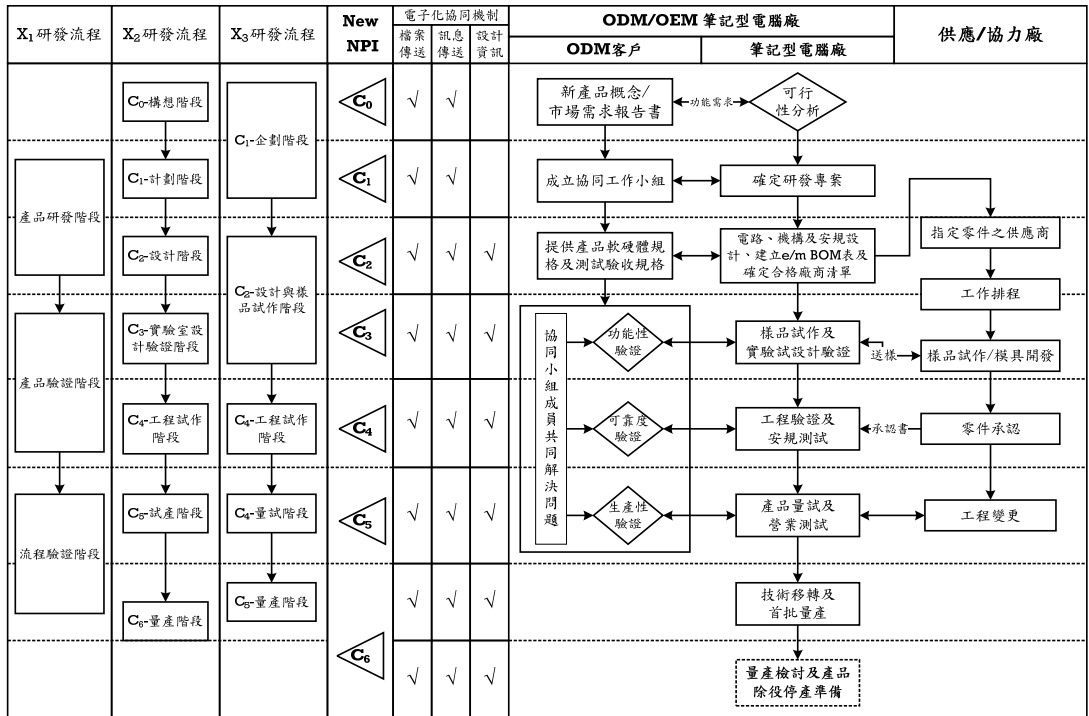 X₁研發流程
X₂研發流程
X₃研發流程
New
NPI
電子化協同機制
檔案
傳送
訊息
傳送
設計
資訊
ODM/OEM 筆記型電腦廠
ODM客戶
筆記型電腦廠
供應/協力廠
產品研發階段
產品驗證階段
流程驗證階段
C₀-構想階段
C₁-計劃階段
C₂-設計階段
C₃-實驗室設
計驗證階段
C₄-工程試作
階段
C₅-試產階段
C₆-量產階段
C₁-企劃階段
C₂-設計與樣
品試作階段
C₄-工程試作
階段
C₄-量試階段
C₅-量產階段
C₀
√ √
C₁
√ √
C₂
√ √ √
C₃
√ √ √
C₄
√ √ √
C₅
√ √ √
√ √ √
C₆
√ √ √
新產品概念/
市場需求報告書
功能需求
可行
性分析
成立協同工作小組
確定研發專案
提供產品軟硬體規
格及測試驗收規格
電路、機構及安規設
計、建立e/m BOM表及
確定合格廠商清單
指定零件之供應商
工作排程
協同小組成員共同解決問題
功能性
驗證
樣品試作及
實驗試設計驗證
送樣
樣品試作/模具開發
可靠度
驗證
工程驗證及
安規測試
承認書
零件承認
生產性
驗證
產品量試及
營業測試
工程變更
技術移轉及
首批量產
量產檢討及產品
除役停產準備